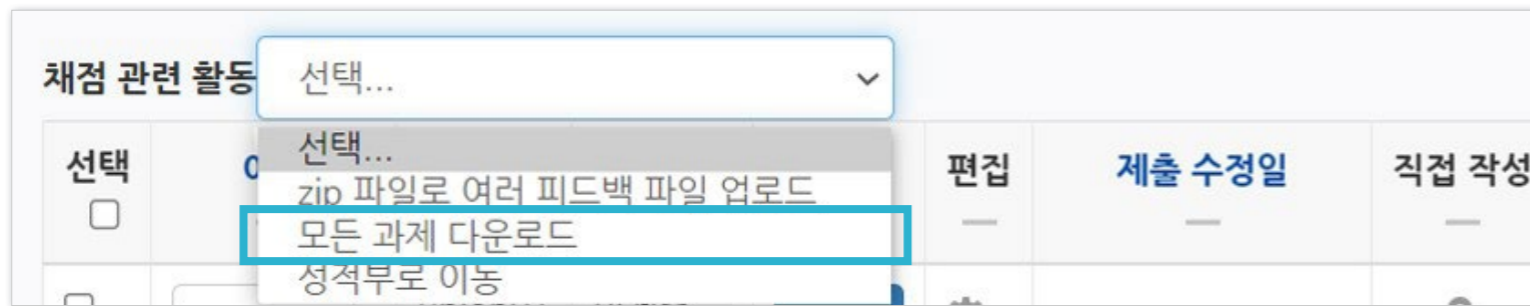 채점 관련 활동 선택...
선택...
zip 파일로 여러 피드백 파일 업로드
모든 과제 다운로드
성적부로 이동
선택 편집 제출 수정일 직접 작성